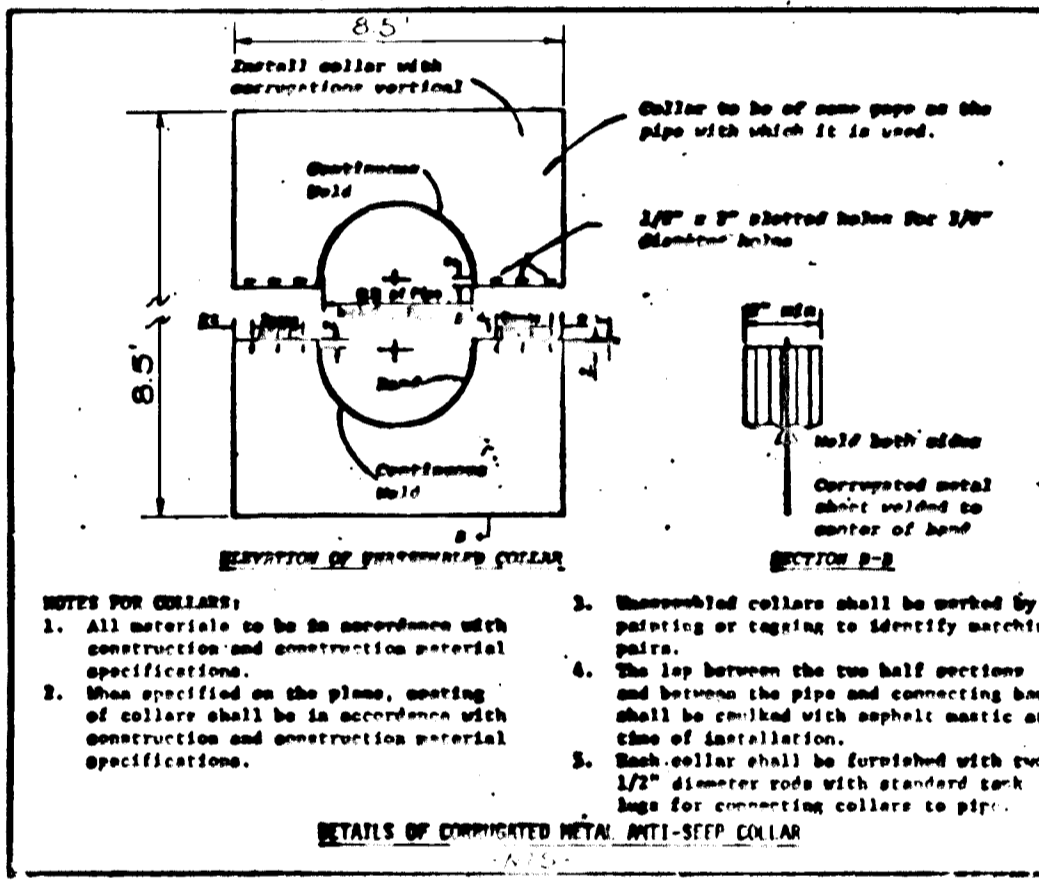 8.5'
Install collar with
corrugations vertical
Collar to be of same gage as the
pipe with which it is used.
Continuous
Weld
slotted holes for 3/8"
diameter
OD of Pipe
8.5'
Band
Continuous
Weld
B
min
Weld both sides
Corrugated metal
sheet welded to
center of band
ELEVATION OF UNASSEMBLED COLLAR
SECTION B-B
NOTES FOR COLLARS:
1. All materials to be in accordance with
construction and construction material
specifications.
2. When specified on the plans, coating
of collars shall be in accordance with
construction and construction material
specifications.
3. Unassembled collars shall be marked by
painting or tagging to identify matchin
pairs.
4. The lap between the two half sections
and between the pipe and connecting ban
shall be caulked with asphalt mastic at
time of installation.
5. Each collar shall be furnished with two
1/2" diameter rods with standard tank
lugs for connecting collars to pipe.
DETAILS OF CORRUGATED METAL ANTI-SEEP COLLAR
-NTS-